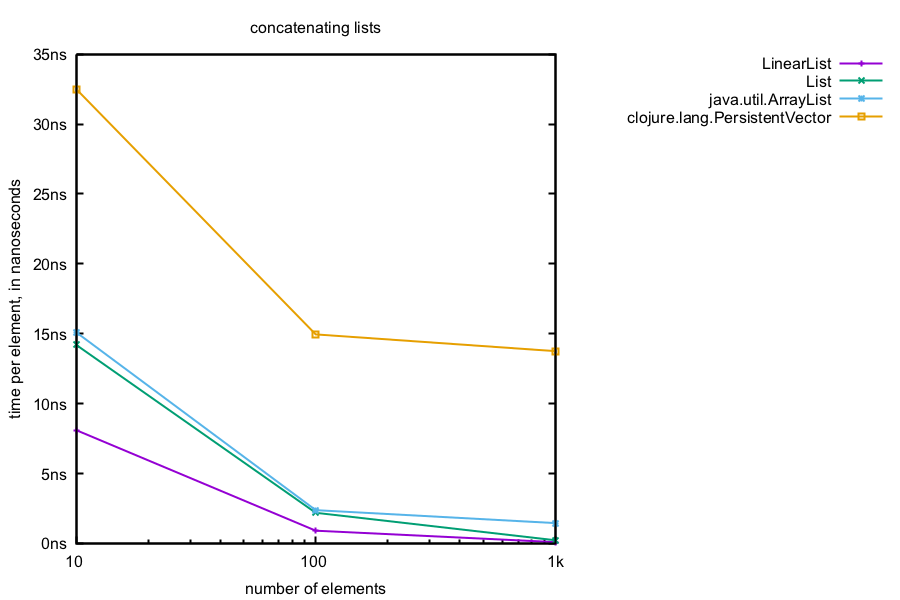 concatenating lists
LinearList
List
java.util.ArrayList
clojure.lang.PersistentVector
time per element, in nanoseconds
35ns
30ns
25ns
20ns
15ns
10ns
5ns
0ns
10
100
1k
number of elements